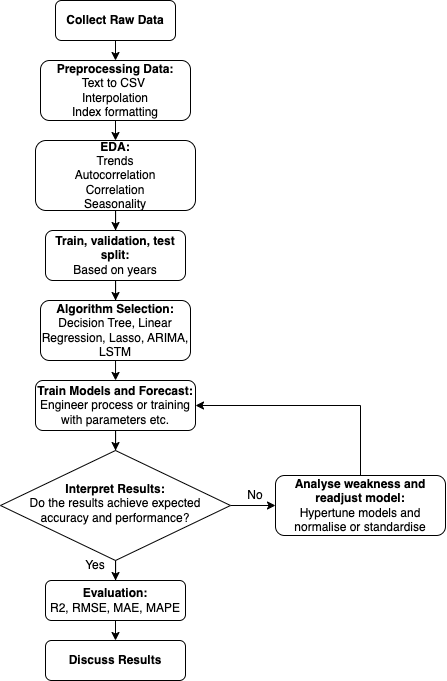 Collect Raw Data
Preprocessing Data:
Text to CSV
Interpolation
Index formatting
EDA:
Trends
Autocorrelation
Correlation
Seasonality
Train, validation, test
split:
Based on years
Algorithm Selection:
Decision Tree, Linear
Regression, Lasso, ARIMA,
LSTM
Train Models and Forecast:
Engineer process or training
with parameters etc.
Interpret Results:
Do the results achieve expected
accuracy and performance?
No
Analyse weakness and
readjust model:
Hypertune models and
normalise or standardise
Yes
Evaluation:
R2, RMSE, MAE, MAPE
Discuss Results